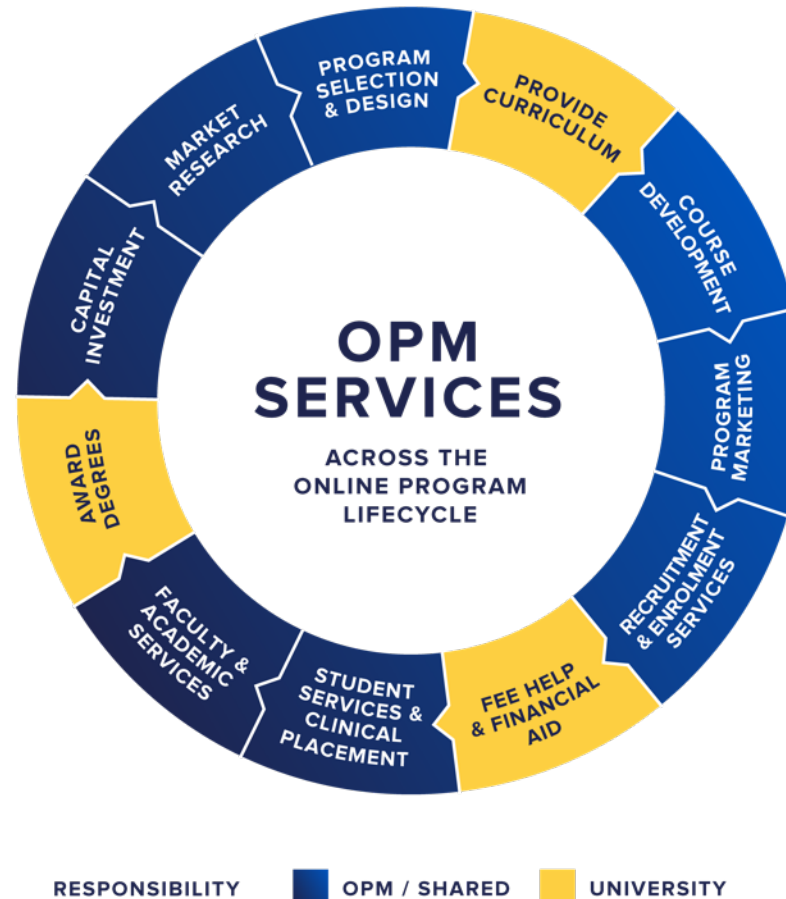 PROGRAM
SELECTION
& DESIGN
PROVIDE
CURRICULUM
COURSE
DEVELOPMENT
PROGRAM
MARKETING
RECRUITMENT
& ENROLMENT
SERVICES
FEE HELP
& FINANCIAL
AID
STUDENT
SERVICES &
CLINICAL
PLACEMENT
FACULTY &
ACADEMIC
SERVICES
AWARD
DEGREES
CAPITAL
INVESTMENT
MARKET
RESEARCH
OPM
SERVICES
ACROSS THE
ONLINE PROGRAM
LIFECYCLE
RESPONSIBILITY OPM / SHARED UNIVERSITY